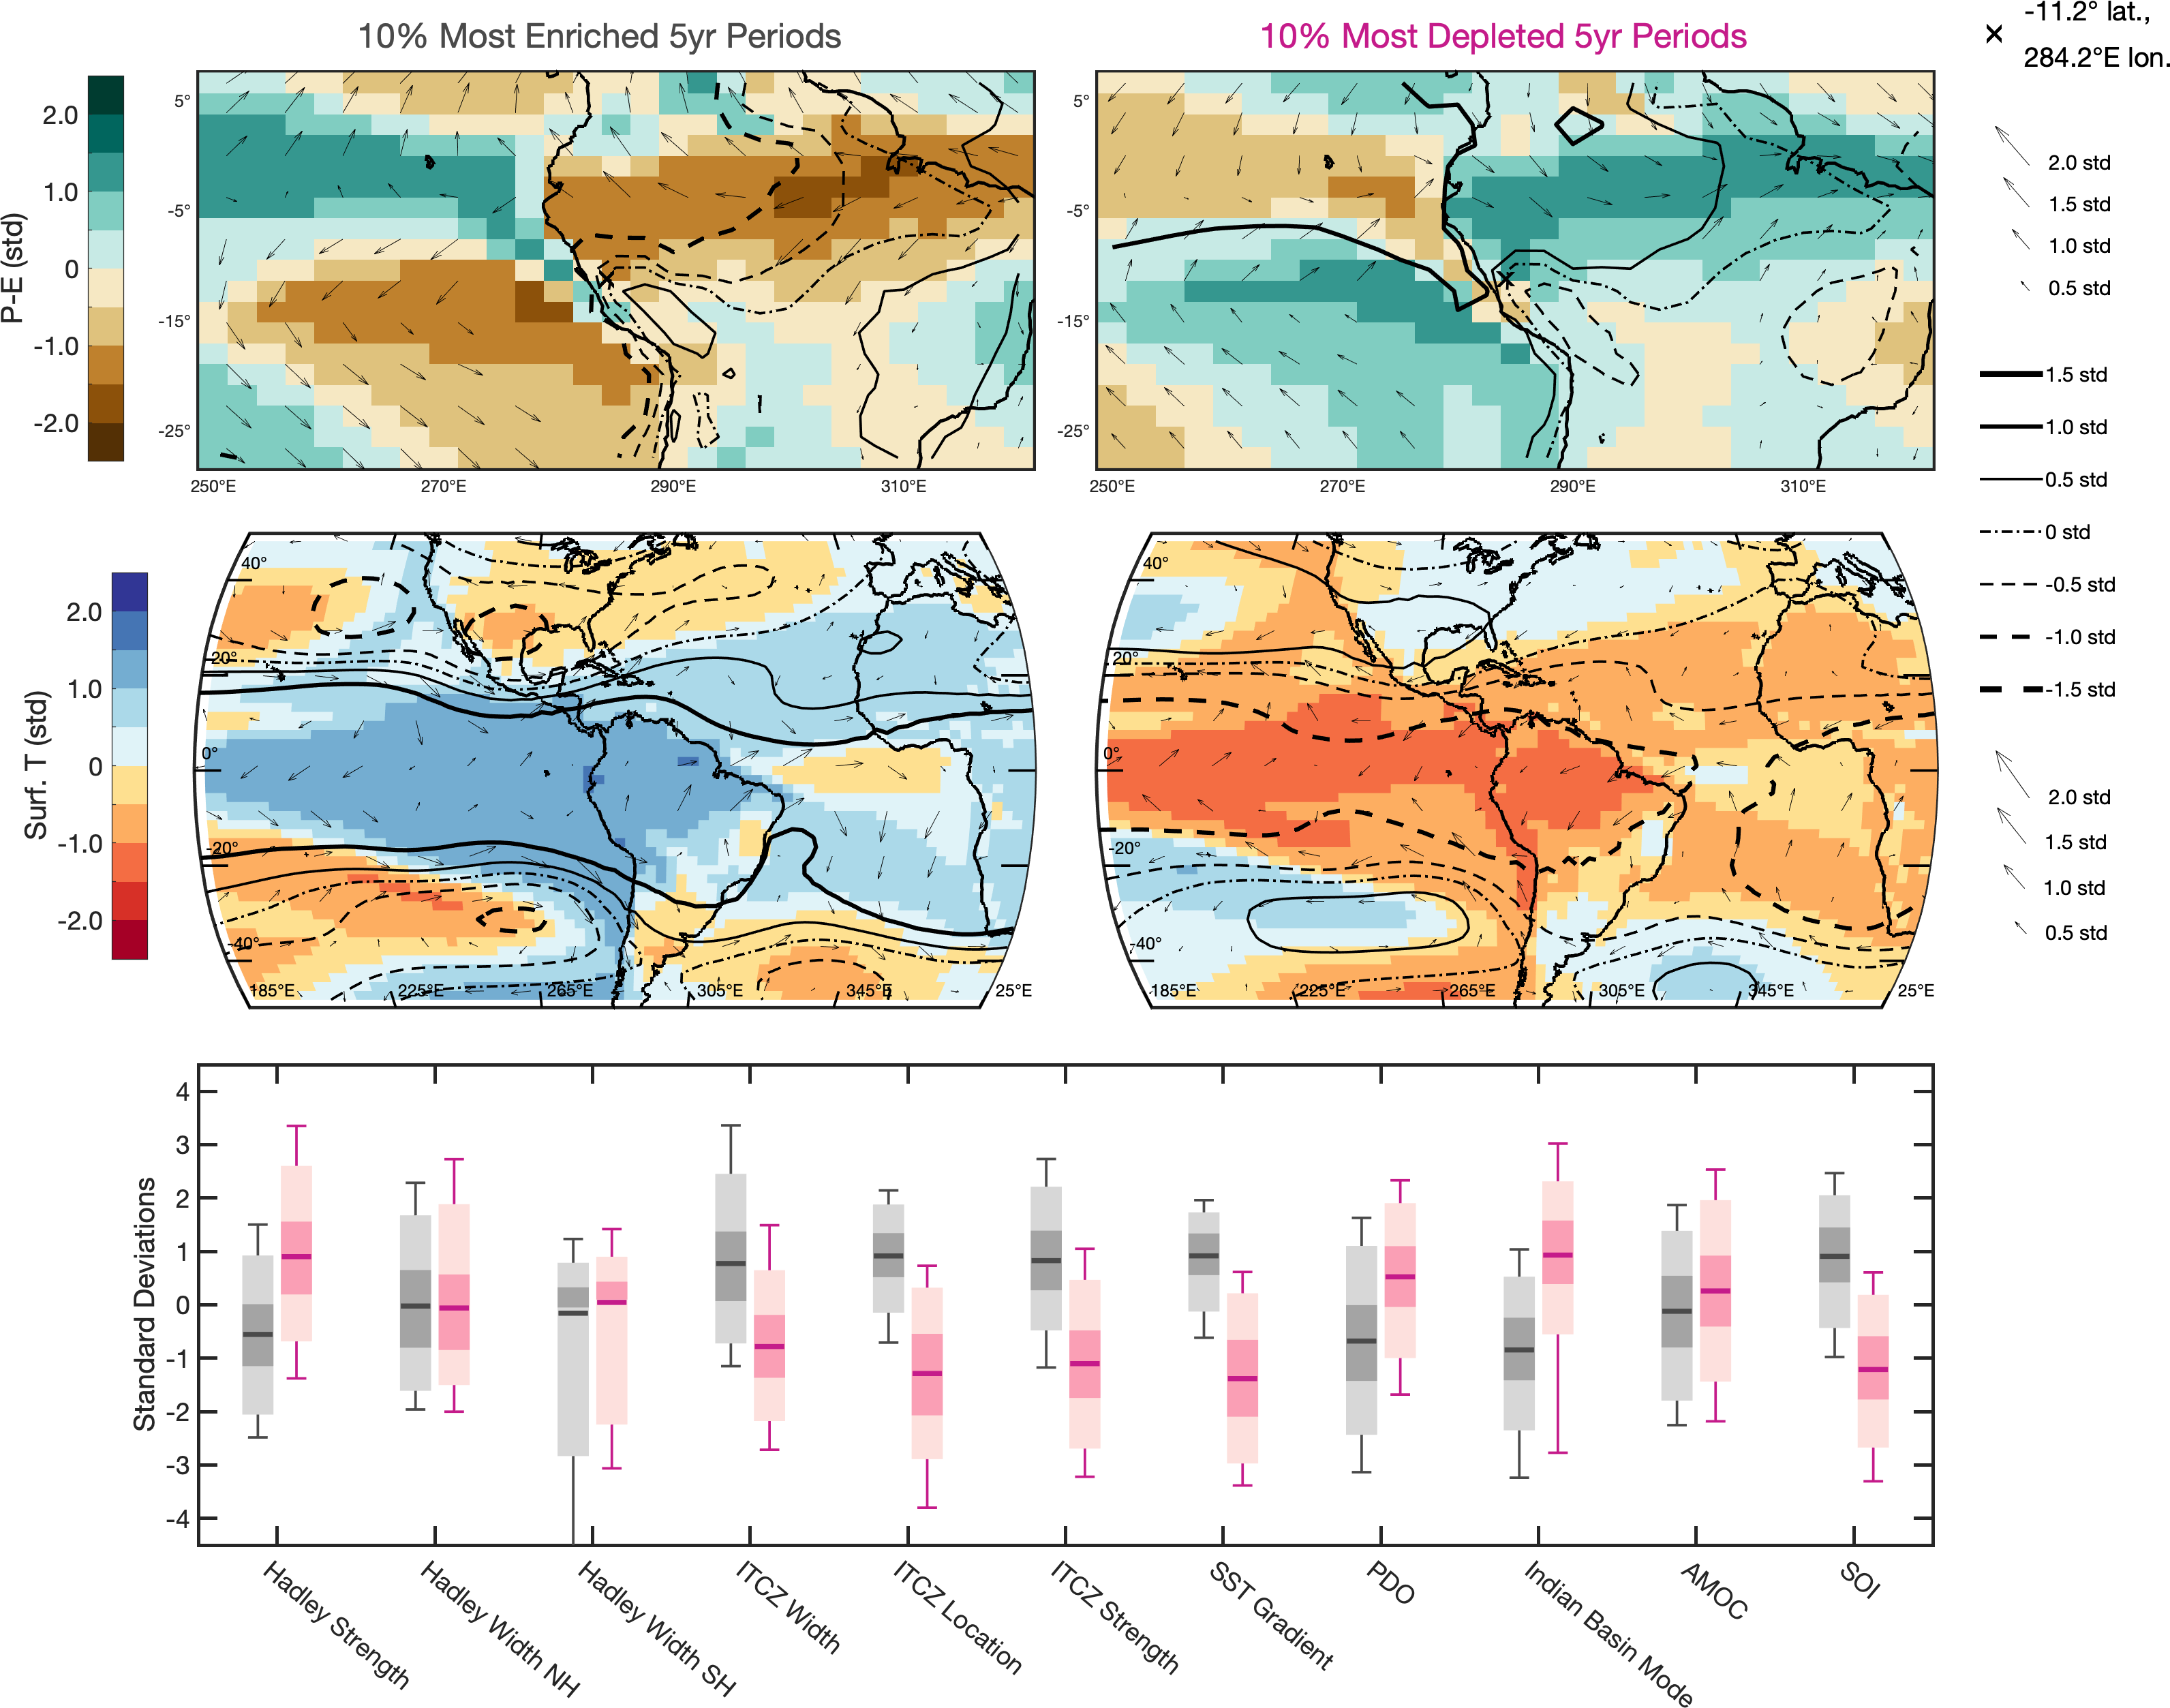 10% Most Enriched 5yr Periods
10% Most Depleted 5yr Periods
-11.2° lat.,
284.2°E lon.
P-E (std)
2.0
1.0
0
-1.0
-2.0
5°
-5°
-15°
-25°
250°E
270°E
290°E
310°E
5°
-5°
-15°
-25°
250°E
270°E
290°E
310°E
2.0 std
1.5 std
1.0 std
0.5 std
1.5 std
1.0 std
0.5 std
0 std
-0.5 std
-1.0 std
-1.5 std
Surf. T (std)
2.0
1.0
0
-1.0
-2.0
40°
20°
0°
-20°
-40°
185°E
225°E
265°E
305°E
345°E
25°E
40°
20°
0°
-20°
-40°
185°E
225°E
265°E
305°E
345°E
25°E
2.0 std
1.5 std
1.0 std
0.5 std
Standard Deviations
4
3
2
1
0
-1
-2
-3
-4
Hadley Strength
Hadley Width NH
Hadley Width SH
ITCZ Width
ITCZ Location
ITCZ Strength
SST Gradient
PDO
Indian Basin Mode
AMOC
SOI